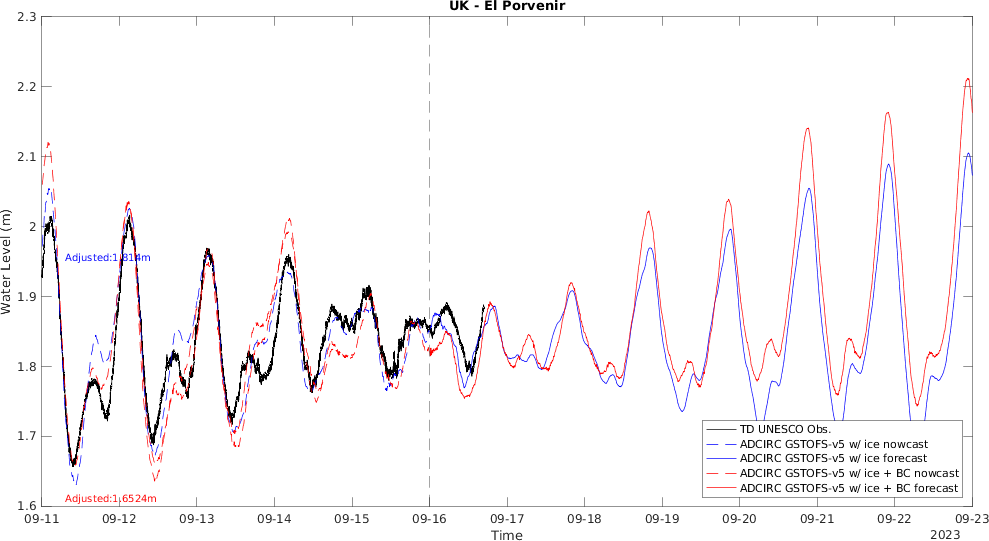 UK - El Porvenir
2.3
2.2
2.1
2
1.9
1.8
1.7
1.6
Water Level (m)
Adjusted:1.814m
Adjusted:1.6524m
TD UNESCO Obs.
ADCIRC GSTOFS-v5 w/ ice nowcast
ADCIRC GSTOFS-v5 w/ ice forecast
ADCIRC GSTOFS-v5 w/ ice + BC nowcast
ADCIRC GSTOFS-v5 w/ ice + BC forecast
09-11 09-12 09-13 09-14 09-15 09-16 09-17 09-18 09-19 09-20 09-21 09-22 09-23
Time
2023